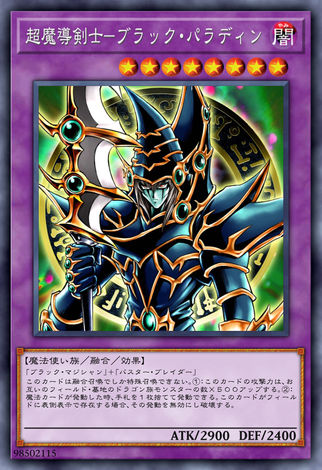 超魔導剣士-ブラック・パラディン
闇
【魔法使い族/融合/効果】
「ブラック・マジシャン」+「バスター・ブレイダー」
このカードは融合召喚でしか特殊召喚できない。①:このカードの攻撃力は、お
互いのフィールド・墓地のドラゴン族モンスターの数×500アップする。②:
魔法カードが発動した時、手札を1枚捨てて発動できる。このカードがフィール
ドに表側表示で存在する場合、その発動を無効にし破壊する。
ATK/2900 DEF/2400
98502115